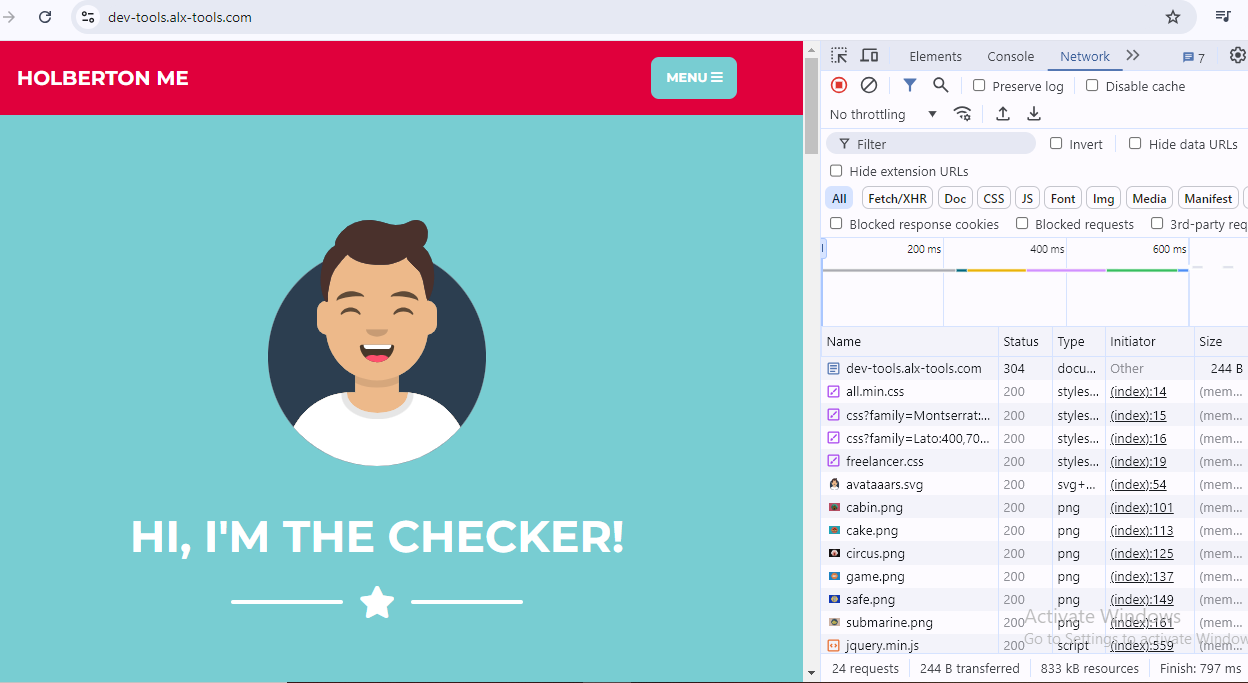 dev-tools.alx-tools.com
HOLBERTON ME
MENU
HI, I'M THE CHECKER!
Elements Console Network 7
Preserve log Disable cache
No throttling
Filter Invert Hide data URLs
Hide extension URLs
All Fetch/XHR Doc CSS JS Font Img Media Manifest
Blocked response cookies Blocked requests 3rd-party req
200 ms 400 ms 600 ms
Name Status Type Initiator Size
dev-tools.alx-tools.com 304 docu... Other 244 B
all.min.css 200 styles... (index):14 (mem...
css?family=Montserrat:... 200 styles... (index):15 (mem...
css?family=Lato:400,70... 200 styles... (index):16 (mem...
freelancer.css 200 styles... (index):19 (mem...
avataaars.svg 200 svg+... (index):54 (mem...
cabin.png 200 png (index):101 (mem...
cake.png 200 png (index):113 (mem...
circus.png 200 png (index):125 (mem...
game.png 200 png (index):137 (mem...
safe.png 200 png (index):149 (mem...
submarine.png 200 png (index):161 (mem...
jquery.min.js 200 script (index):559 (mem...
Activate Windows
Go to Settings to activate Window
24 requests 244 B transferred 833 kB resources Finish: 797 ms